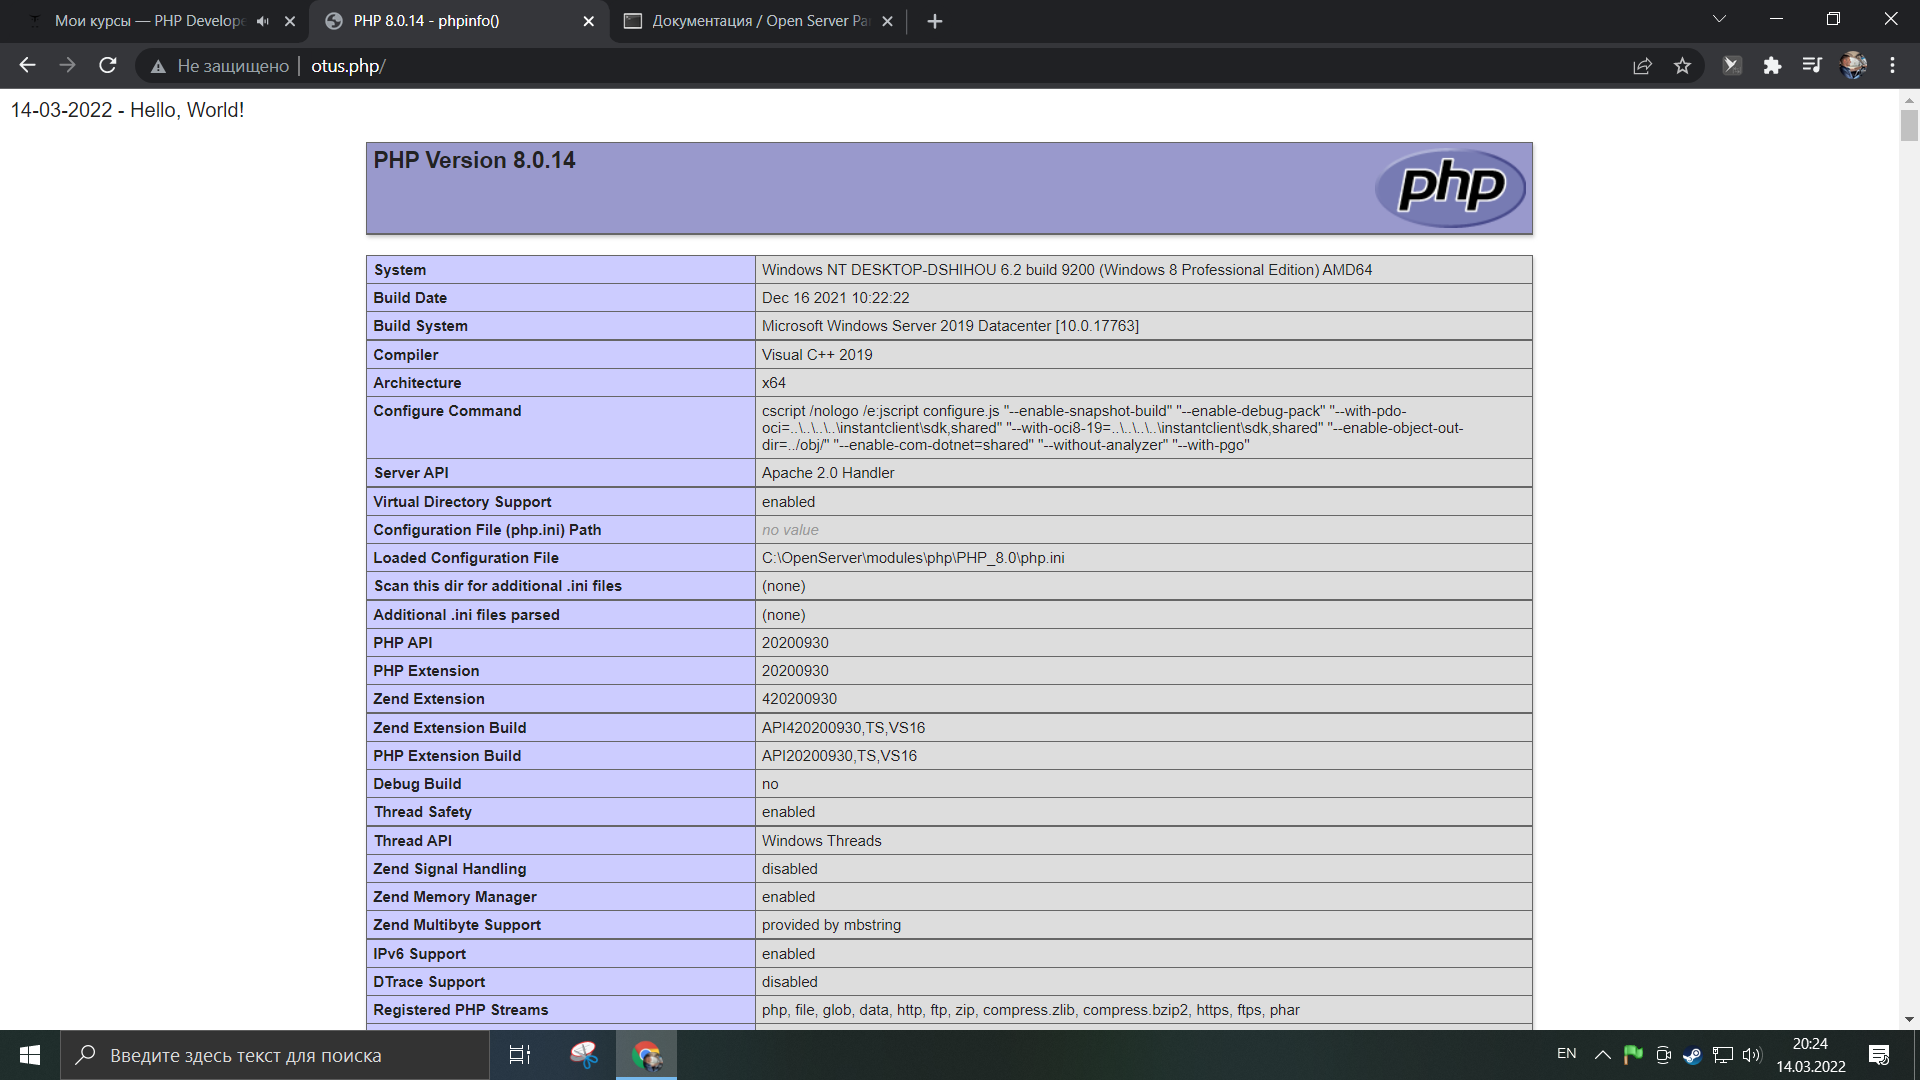 Мои курсы — PHP Develope
PHP 8.0.14 - phpinfo()
Документация / Open Server Pa
Не защищено
otus.php/
14-03-2022 - Hello, World!
PHP Version 8.0.14
php
System Windows NT DESKTOP-DSHIHOU 6.2 build 9200 (Windows 8 Professional Edition) AMD64
Build Date Dec 16 2021 10:22:22
Build System Microsoft Windows Server 2019 Datacenter [10.0.17763]
Compiler Visual C++ 2019
Architecture x64
Configure Command cscript /nologo /e:jscript configure.js "--enable-snapshot-build" "--enable-debug-pack" "--with-pdo-
oci=..\..\..\..\instantclient\sdk,shared" "--with-oci8-19=..\..\..\..\instantclient\sdk,shared" "--enable-object-out-
dir=../obj/" "--enable-com-dotnet=shared" "--without-analyzer" "--with-pgo"
Server API Apache 2.0 Handler
Virtual Directory Support enabled
Configuration File (php.ini) Path no value
Loaded Configuration File C:\OpenServer\modules\php\PHP_8.0\php.ini
Scan this dir for additional .ini files (none)
Additional .ini files parsed (none)
PHP API 20200930
PHP Extension 20200930
Zend Extension 420200930
Zend Extension Build API420200930,TS,VS16
PHP Extension Build API20200930,TS,VS16
Debug Build no
Thread Safety enabled
Thread API Windows Threads
Zend Signal Handling disabled
Zend Memory Manager enabled
Zend Multibyte Support provided by mbstring
IPv6 Support enabled
DTrace Support disabled
Registered PHP Streams php, file, glob, data, http, ftp, zip, compress.zlib, compress.bzip2, https, ftps, phar
Введите здесь текст для поиска
EN
20:24
14.03.2022